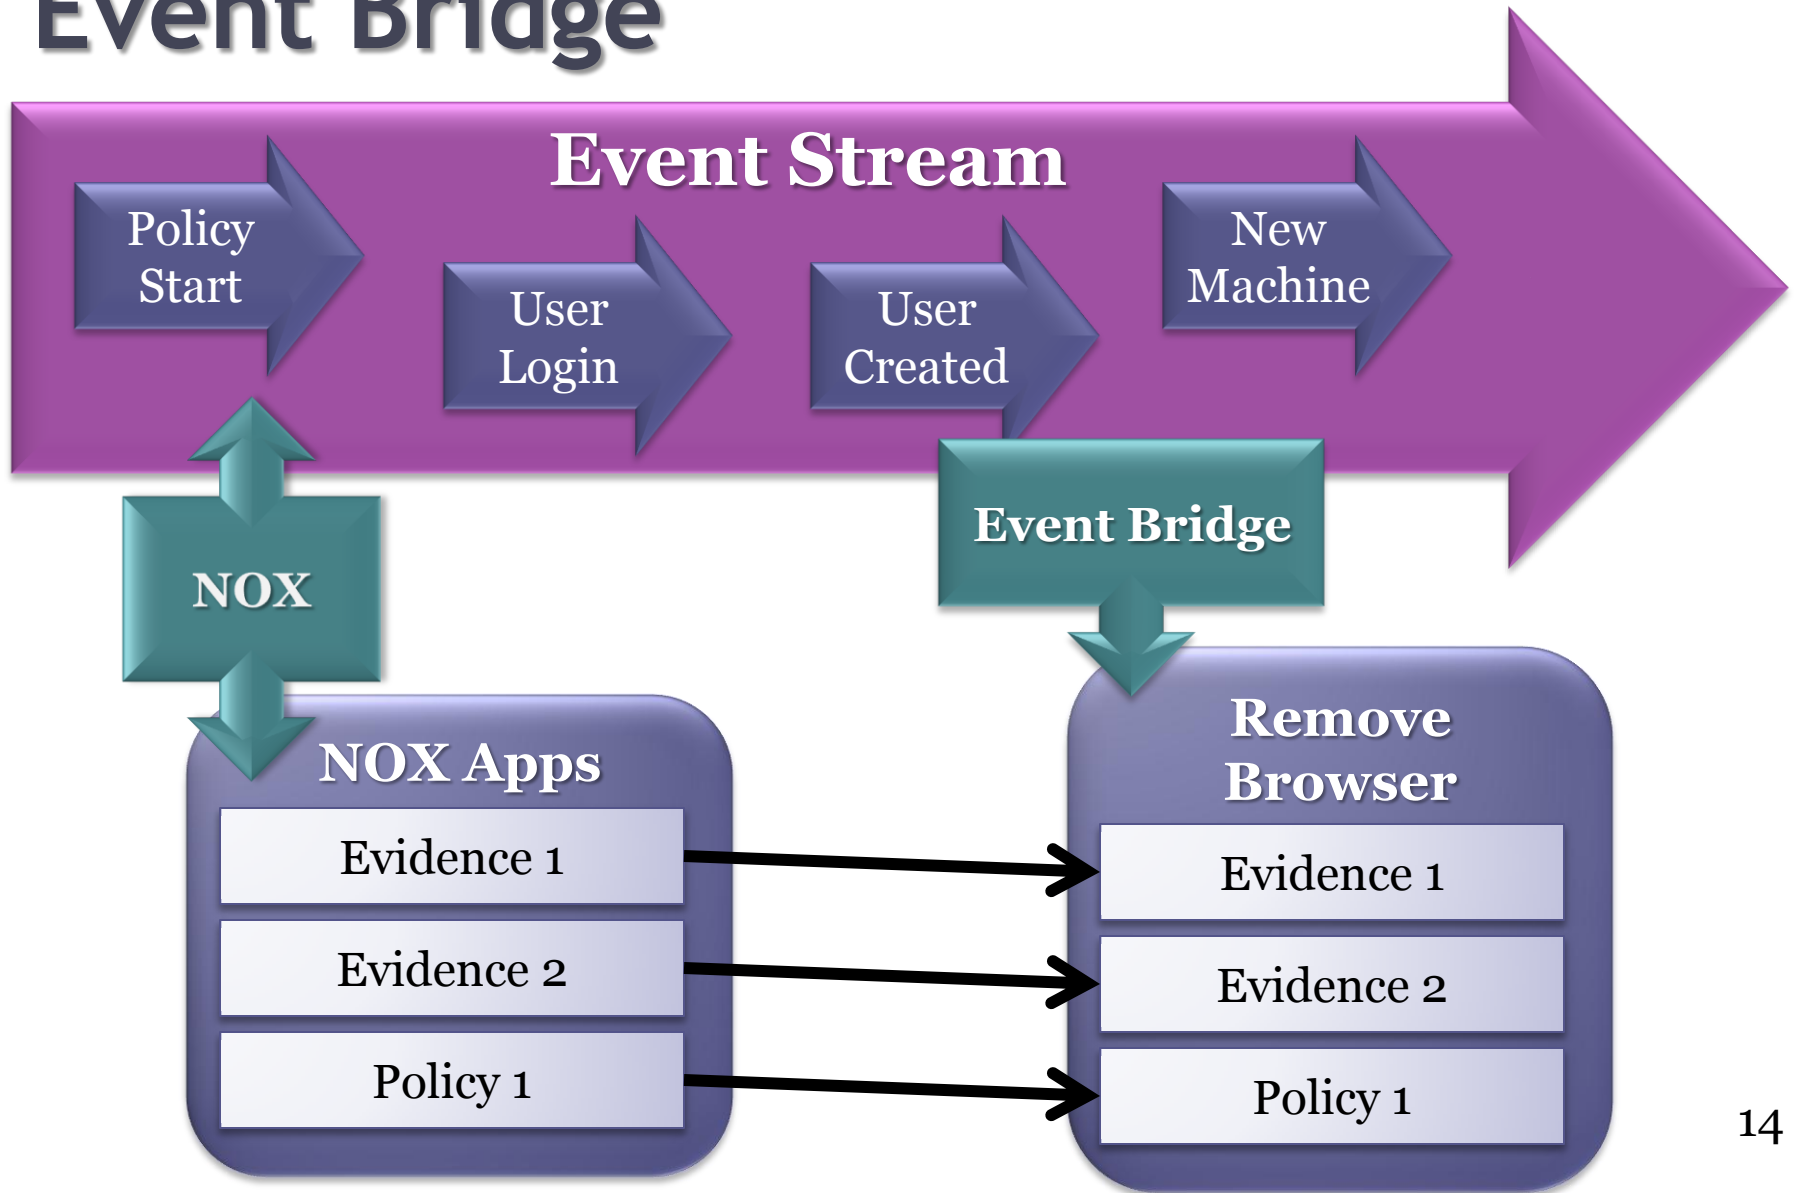 Event Bridge
Event Stream
Policy
Start
User
Login
User
Created
New
Machine
NOX
Event Bridge
NOX Apps
Evidence 1
Evidence 2
Policy 1
Remove
Browser
Evidence 1
Evidence 2
Policy 1
14